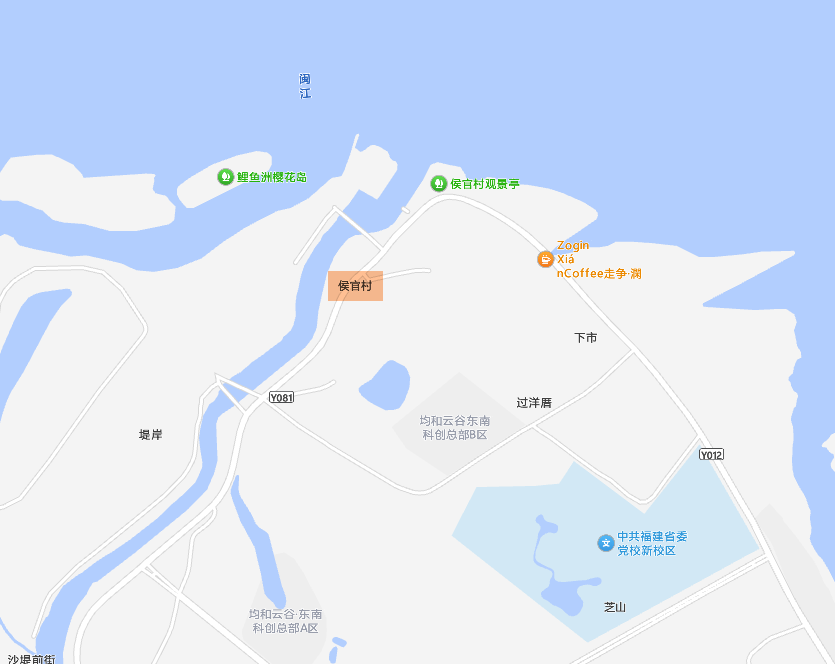 闽
江
鲤鱼洲樱花岛
侯官村观景亭
Zogin
Xiá
nCoffee走争·澗
侯官村
下市
Y081
过洋厝
均和云谷东南
科创总部B区
堤岸
Y012
中共福建省委
党校新校区
芝山
均和云谷·东南
科创总部A区
沙堤前街